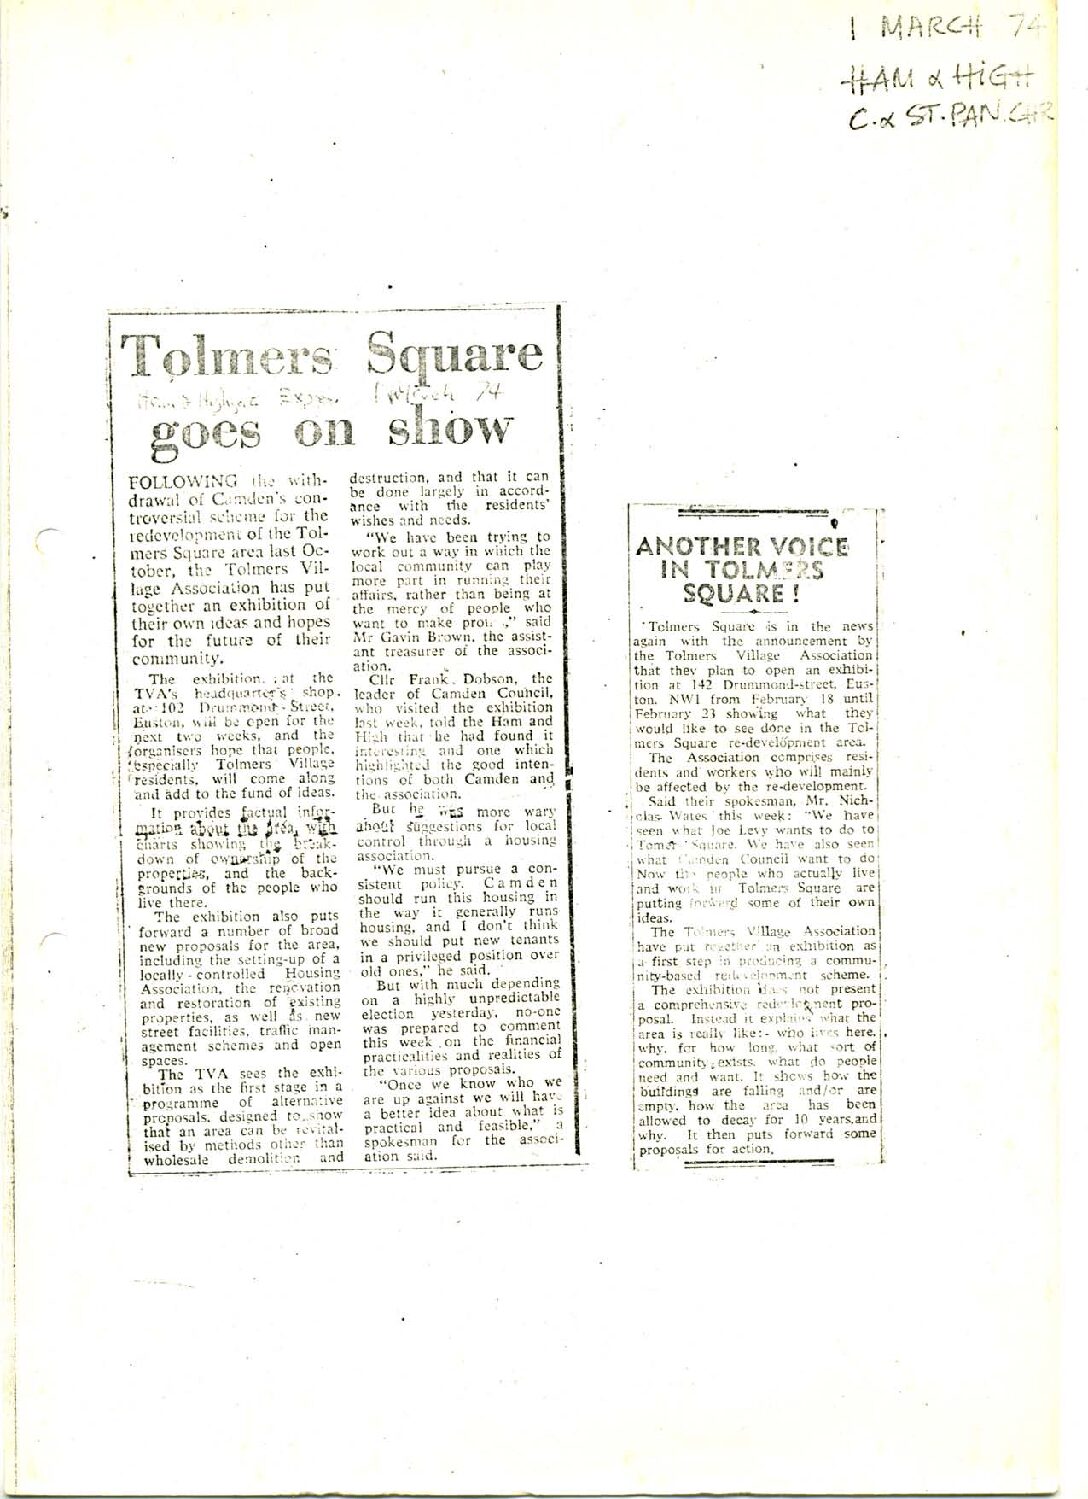 1 MARCH 74
HAM & HIGH
C. & ST. PAN. CHR
Tolmers Square
1 March 74
goes on show
FOLLOWING the with-
drawal of Camden's con-
troversial scheme for the
redevelopment of the Tol-
mers Square area last Oc-
tober, the Tolmers Vil-
lage Association has put
together an exhibition of
their own ideas and hopes
for the future of their
community.
The exhibition, at the
TVA's headquarter's shop,
at 102 Drummond-Street,
Euston, will be open for the
next two weeks, and the
organisers hope that people,
especially Tolmers Village
residents, will come along
and add to the fund of ideas.
It provides factual infor-
mation about the area, with
charts showing the break-
down of ownership of the
properties, and the back-
grounds of the people who
live there.
The exhibition also puts
forward a number of broad
new proposals for the area,
including the setting-up of a
locally-controlled Housing
Association, the renovation
and restoration of existing
properties, as well as new
street facilities, traffic man-
agement schemes and open
spaces.
The TVA sees the exhi-
bition as the first stage in a
programme of alternative
proposals, designed to show
that an area can be revital-
ised by methods other than
wholesale demolition and
destruction, and that it can
be done largely in accord-
ance with the residents'
wishes and needs.
"We have been trying to
work out a way in which the
local community can play
more part in running their
affairs, rather than being at
the mercy of people who
want to make profit," said
Mr Gavin Brown, the assist-
ant treasurer of the associ-
ation.
Cllr Frank Dobson, the
leader of Camden Council,
who visited the exhibition
last week, told the Ham and
High that he had found it
interesting and one which
highlighted the good inten-
tions of both Camden and
the association.
But he was more wary
about suggestions for local
control through a housing
association.
"We must pursue a con-
sistent policy. Camden
should run this housing in
the way it generally runs
housing, and I don't think
we should put new tenants
in a privileged position over
old ones," he said.
But with much depending
on a highly unpredictable
election yesterday, no-one
was prepared to comment
this week on the financial
practicalities and realities of
the various proposals.
"Once we know who we
are up against we will have
a better idea about what is
practical and feasible," a
spokesman for the associ-
ation said.
ANOTHER VOICE
IN TOLMERS
SQUARE!
Tolmers Square is in the news
again with the announcement by
the Tolmers Village Association
that they plan to open an exhibi-
tion at 142 Drummond-street, Eus-
ton, NW1 from February 18 until
February 23 showing what they
would like to see done in the Tol-
mers Square re-development area.
The Association comprises resi-
dents and workers who will mainly
be affected by the re-development.
Said their spokesman, Mr. Nich-
olas Wates this week: "We have
seen what Joe Levy wants to do to
Square. We have also seen
what Camden Council want to do
Now the people who actually live
and work in Tolmers Square are
putting forward some of their own
ideas.
The Tolmers Village Association
have put together an exhibition as
a first step in producing a commu-
nity-based redevelopment scheme.
The exhibition does not present
a comprehensive redevelopment pro-
posal. Instead it explains what the
area is really like:- who lives here,
why, for how long, what sort of
community exists, what do people
need and want. It shows how the
buildings are falling and/or are
empty, how the area has been
allowed to decay for 10 years, and
why. It then puts forward some
proposals for action.